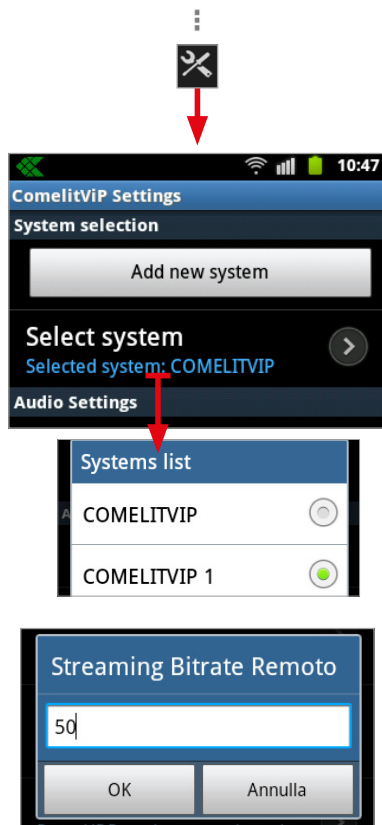 10:47
ComelitViP Settings
System selection
Add new system
Select system
Selected system: COMELITVIP
Audio Settings
Systems list
A
COMELITVIP
COMELITVIP 1
Streaming Bitrate Remoto
50
OK
Annulla